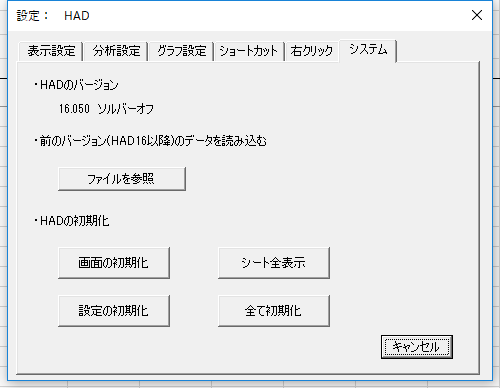 設定： HAD
表示設定 分析設定 グラフ設定 ショートカット 右クリック システム
・HADのバージョン
16.050 ソルバーオフ
・前のバージョン(HAD16以降)のデータを読み込む
ファイルを参照
・HADの初期化
画面の初期化 シート全表示
設定の初期化 全て初期化
キャンセル